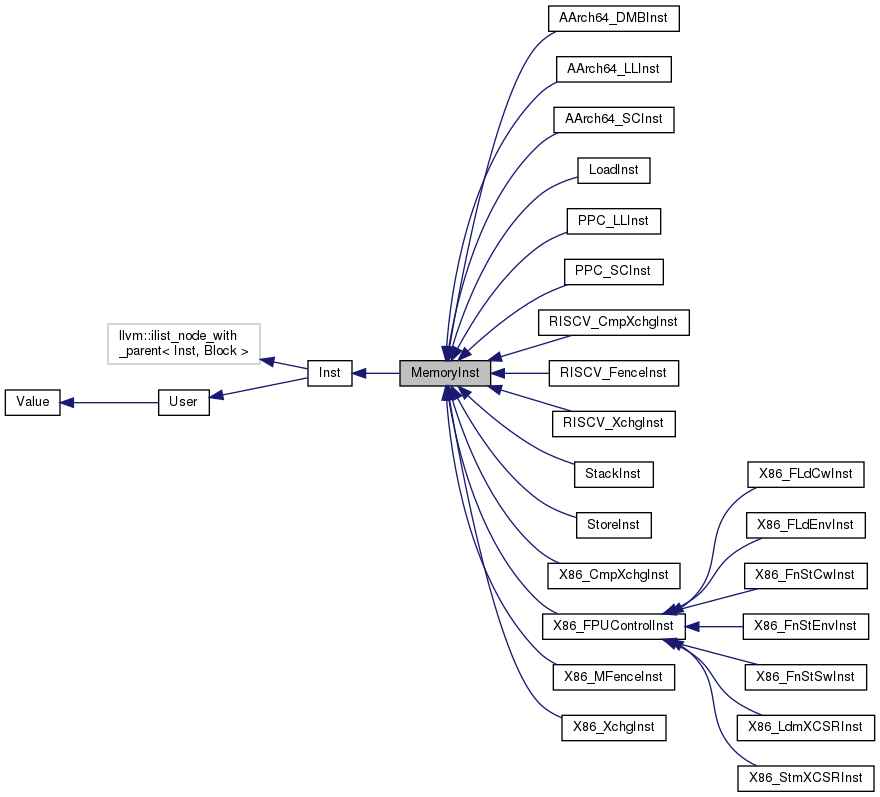 AArch64_DMBInst
AArch64_LLInst
AArch64_SCInst
LoadInst
PPC_LLInst
PPC_SCInst
RISCV_CmpXchgInst
llvm::ilist_node_with
_parent< Inst, Block >
Inst
MemoryInst
RISCV_FenceInst
Value
User
RISCV_XchgInst
StackInst
X86_FLdCwInst
StoreInst
X86_FLdEnvInst
X86_CmpXchgInst
X86_FnStCwInst
X86_FPUControlInst
X86_FnStEnvInst
X86_MFenceInst
X86_FnStSwInst
X86_XchgInst
X86_LdmXCSRInst
X86_StmXCSRInst